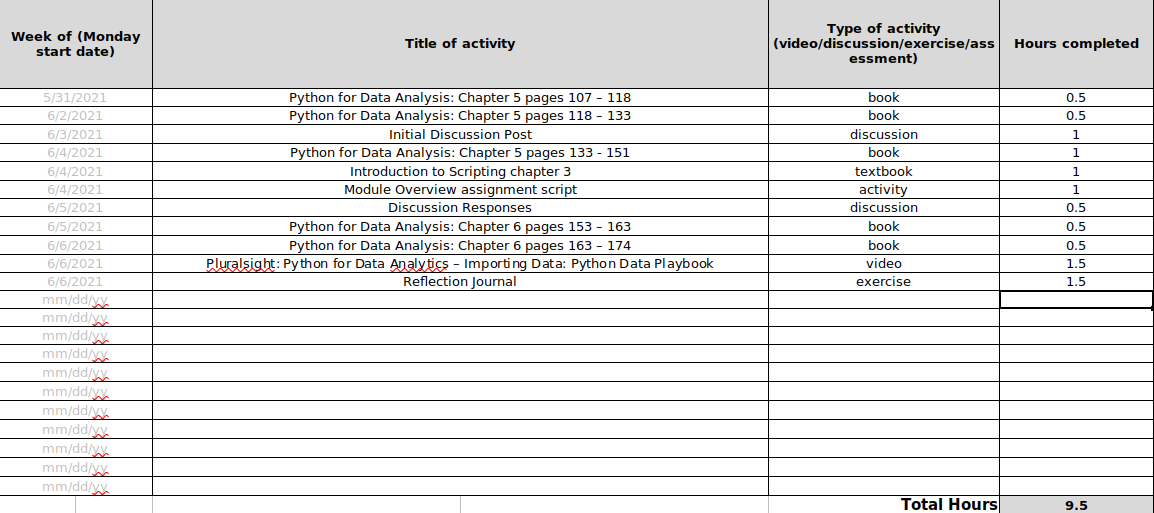 Week of (Monday start date) Title of activity Type of activity (video/discussion/exercise/assessment) Hours completed
5/31/2021 Python for Data Analysis: Chapter 5 pages 107 – 118 book 0.5
6/2/2021 Python for Data Analysis: Chapter 5 pages 118 – 133 book 0.5
6/3/2021 Initial Discussion Post discussion 1
6/4/2021 Python for Data Analysis: Chapter 5 pages 133 - 151 book 1
6/4/2021 Introduction to Scripting chapter 3 textbook 1
6/4/2021 Module Overview assignment script activity 1
6/5/2021 Discussion Responses discussion 0.5
6/5/2021 Python for Data Analysis: Chapter 6 pages 153 – 163 book 0.5
6/6/2021 Python for Data Analysis: Chapter 6 pages 163 – 174 book 0.5
6/6/2021 Pluralsight: Python for Data Analytics – Importing Data: Python Data Playbook video 1.5
6/6/2021 Reflection Journal exercise 1.5
mm/dd/yy
mm/dd/yy
mm/dd/yy
mm/dd/yy
mm/dd/yy
mm/dd/yy
mm/dd/yy
mm/dd/yy
mm/dd/yy
mm/dd/yy
mm/dd/yy
Total Hours 9.5